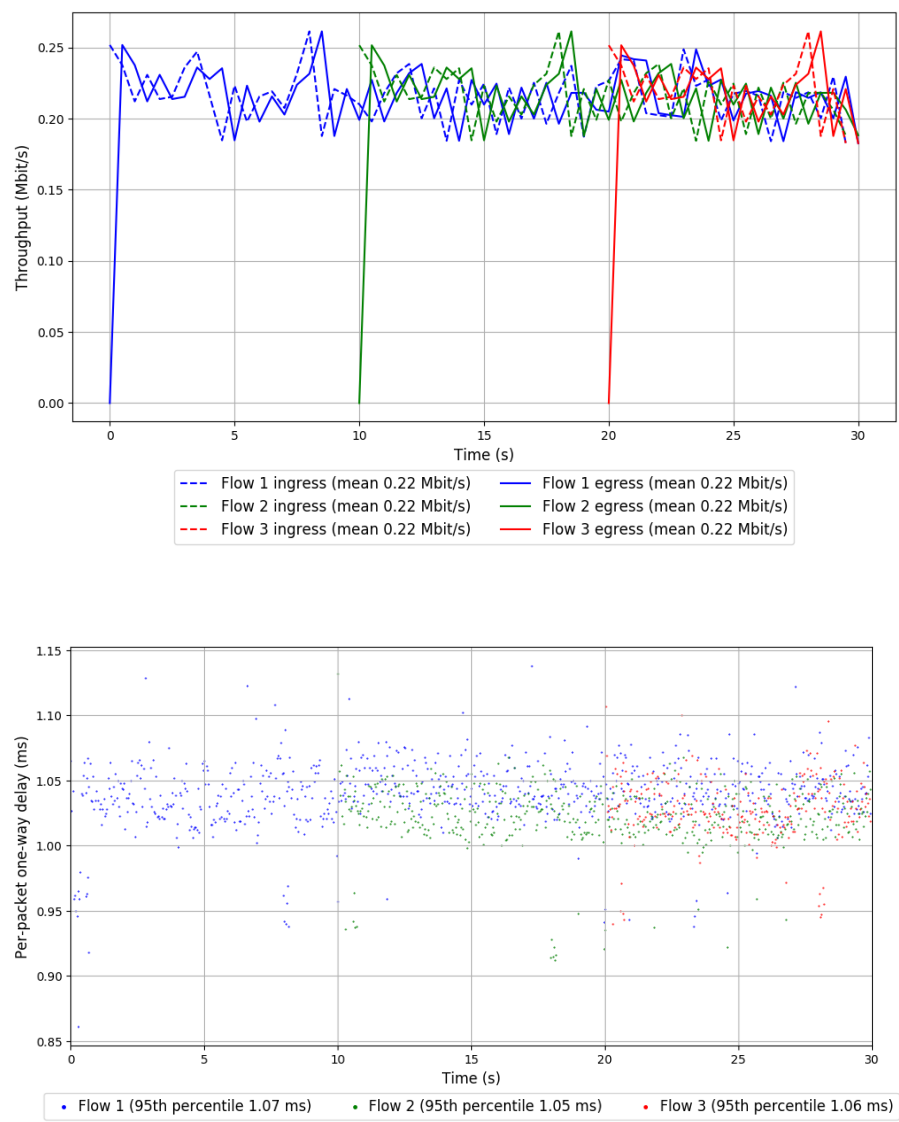 0.25
0.20
0.15
0.10
0.05
0.00
Throughput (Mbit/s)
0 5 10 15 20 25 30
Time (s)
Flow 1 ingress (mean 0.22 Mbit/s) Flow 1 egress (mean 0.22 Mbit/s)
Flow 2 ingress (mean 0.22 Mbit/s) Flow 2 egress (mean 0.22 Mbit/s)
Flow 3 ingress (mean 0.22 Mbit/s) Flow 3 egress (mean 0.22 Mbit/s)
1.15
1.10
1.05
1.00
0.95
0.90
0.85
Per-packet one-way delay (ms)
0 5 10 15 20 25 30
Time (s)
Flow 1 (95th percentile 1.07 ms) Flow 2 (95th percentile 1.05 ms) Flow 3 (95th percentile 1.06 ms)